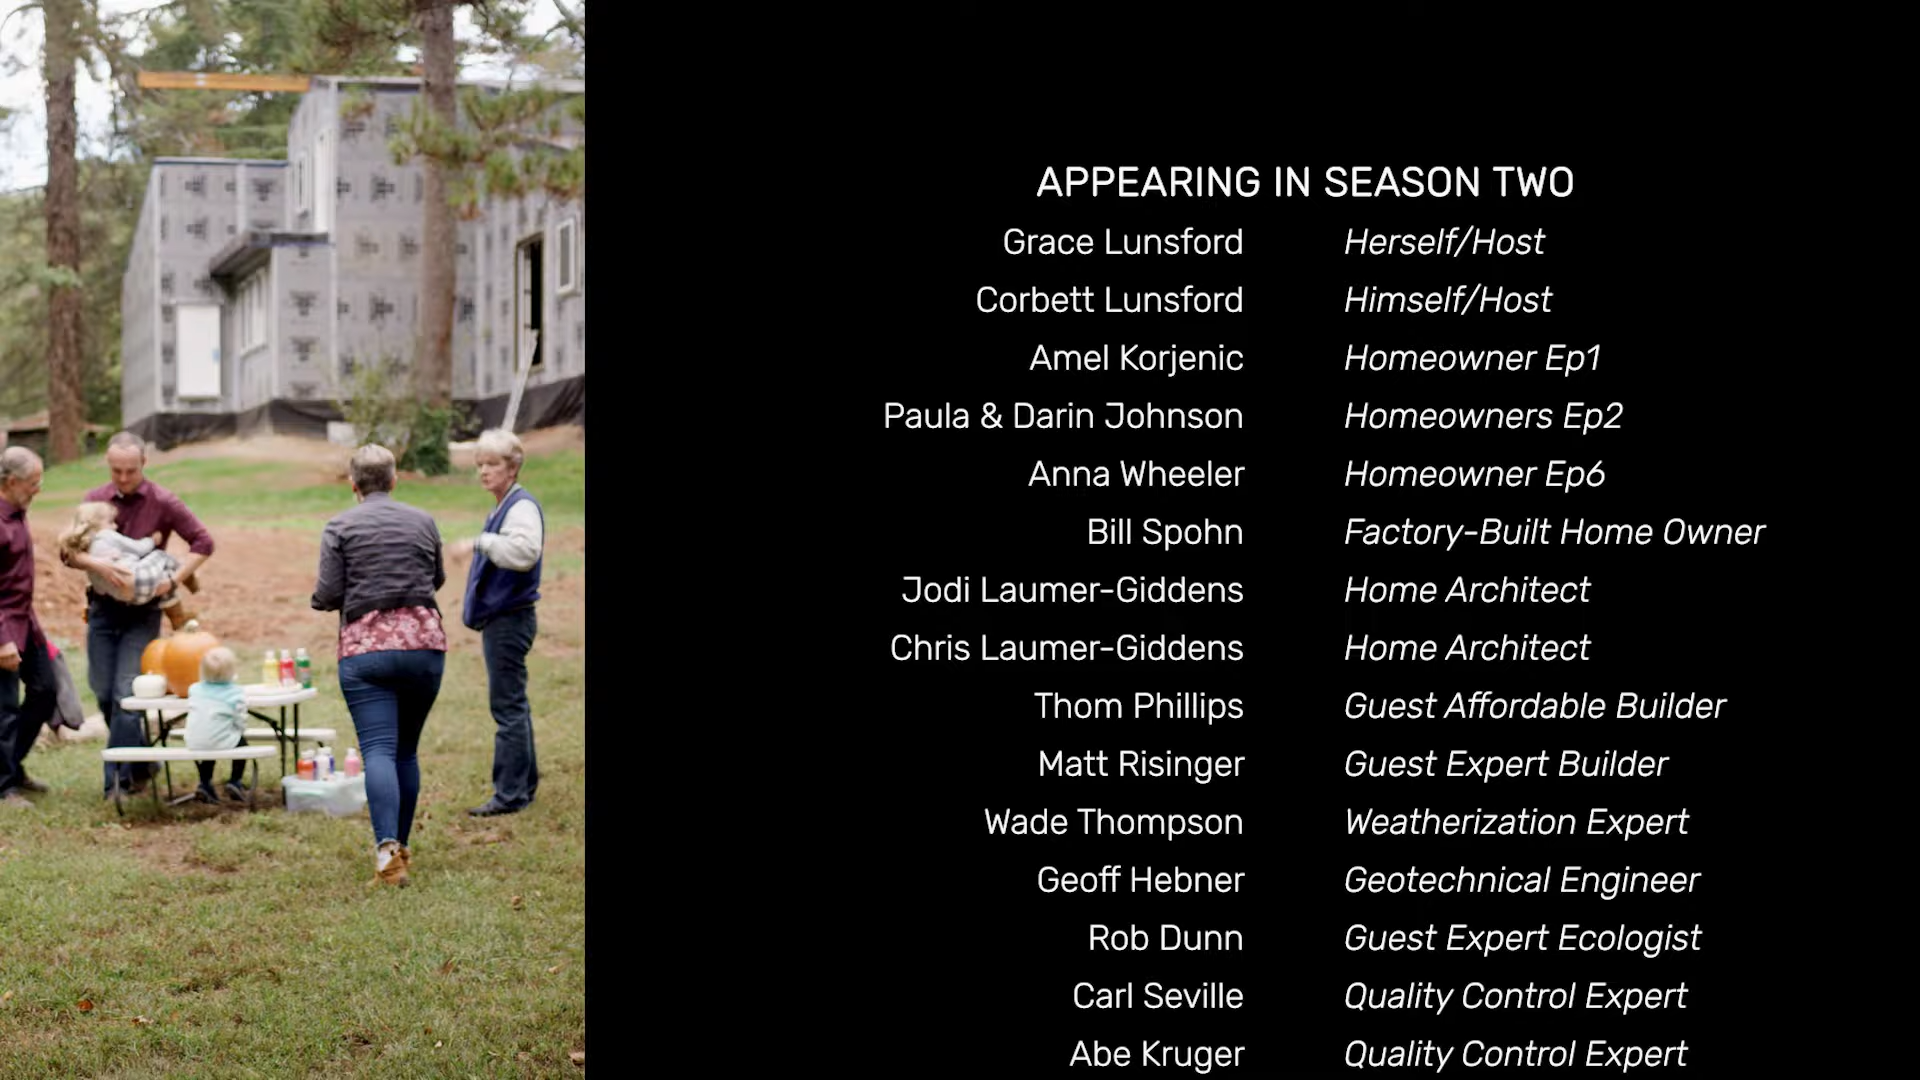 APPEARING IN SEASON TWO
Grace Lunsford Herself/Host
Corbett Lunsford Himself/Host
Amel Korjenic Homeowner Ep1
Paula & Darin Johnson Homeowners Ep2
Anna Wheeler Homeowner Ep6
Bill Spohn Factory-Built Home Owner
Jodi Laumer-Giddens Home Architect
Chris Laumer-Giddens Home Architect
Thom Phillips Guest Affordable Builder
Matt Risinger Guest Expert Builder
Wade Thompson Weatherization Expert
Geoff Hebner Geotechnical Engineer
Rob Dunn Guest Expert Ecologist
Carl Seville Quality Control Expert
Abe Kruger Quality Control Expert